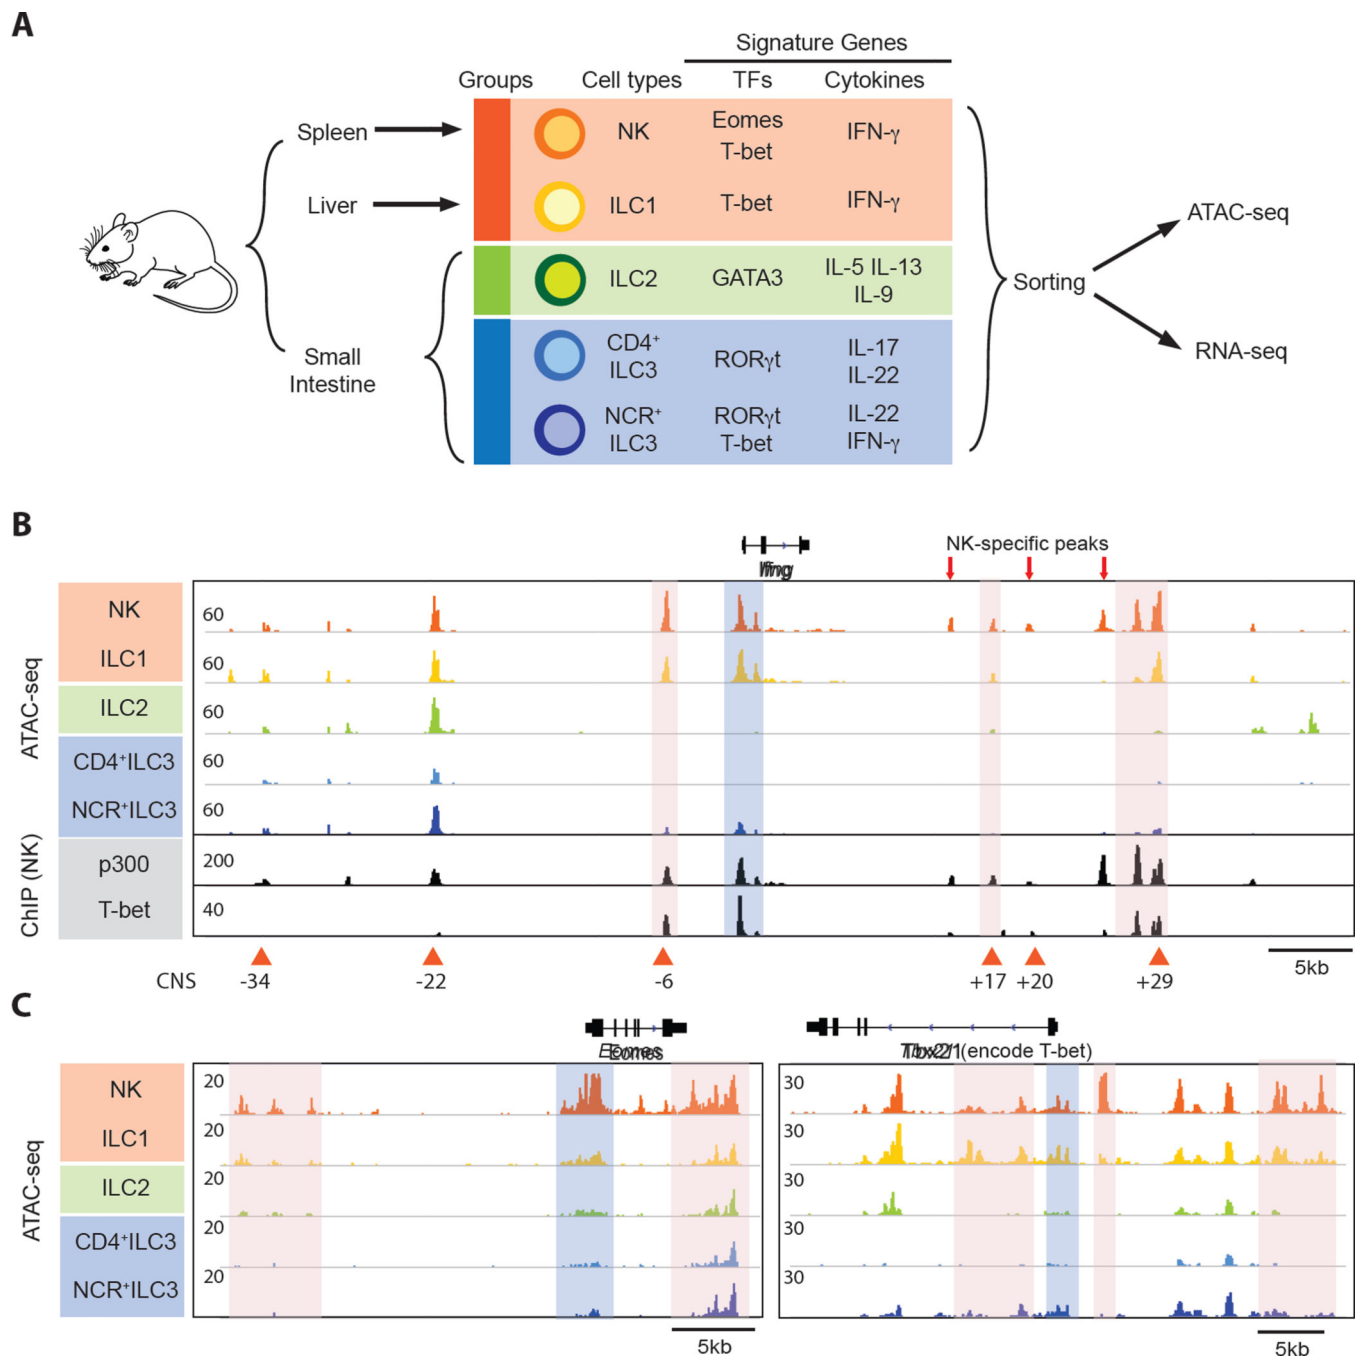 A
Signature Genes
Groups Cell types TFs Cytokines
Spleen
NK
Eomes
T-bet
IFN-γ
Liver
ILC1
T-bet
IFN-γ
ATAC-seq
ILC2
GATA3
IL-5 IL-13
IL-9
Sorting
Small
Intestine
CD4⁺
ILC3
RORγt
IL-17
IL-22
RNA-seq
NCR⁺
ILC3
RORγt
T-bet
IL-22
IFN-γ
B
Ifng
NK-specific peaks
ATAC-seq
NK 60
ILC1 60
ILC2 60
CD4⁺ILC3 60
NCR⁺ILC3 60
ChIP (NK)
p300 200
T-bet 40
5kb
CNS -34 -22 -6 +17 +20 +29
C
Eomes
Tbx21 (encode T-bet)
ATAC-seq
NK 20 30
ILC1 20 30
ILC2 20 30
CD4⁺ILC3 20 30
NCR⁺ILC3 20 30
5kb 5kb